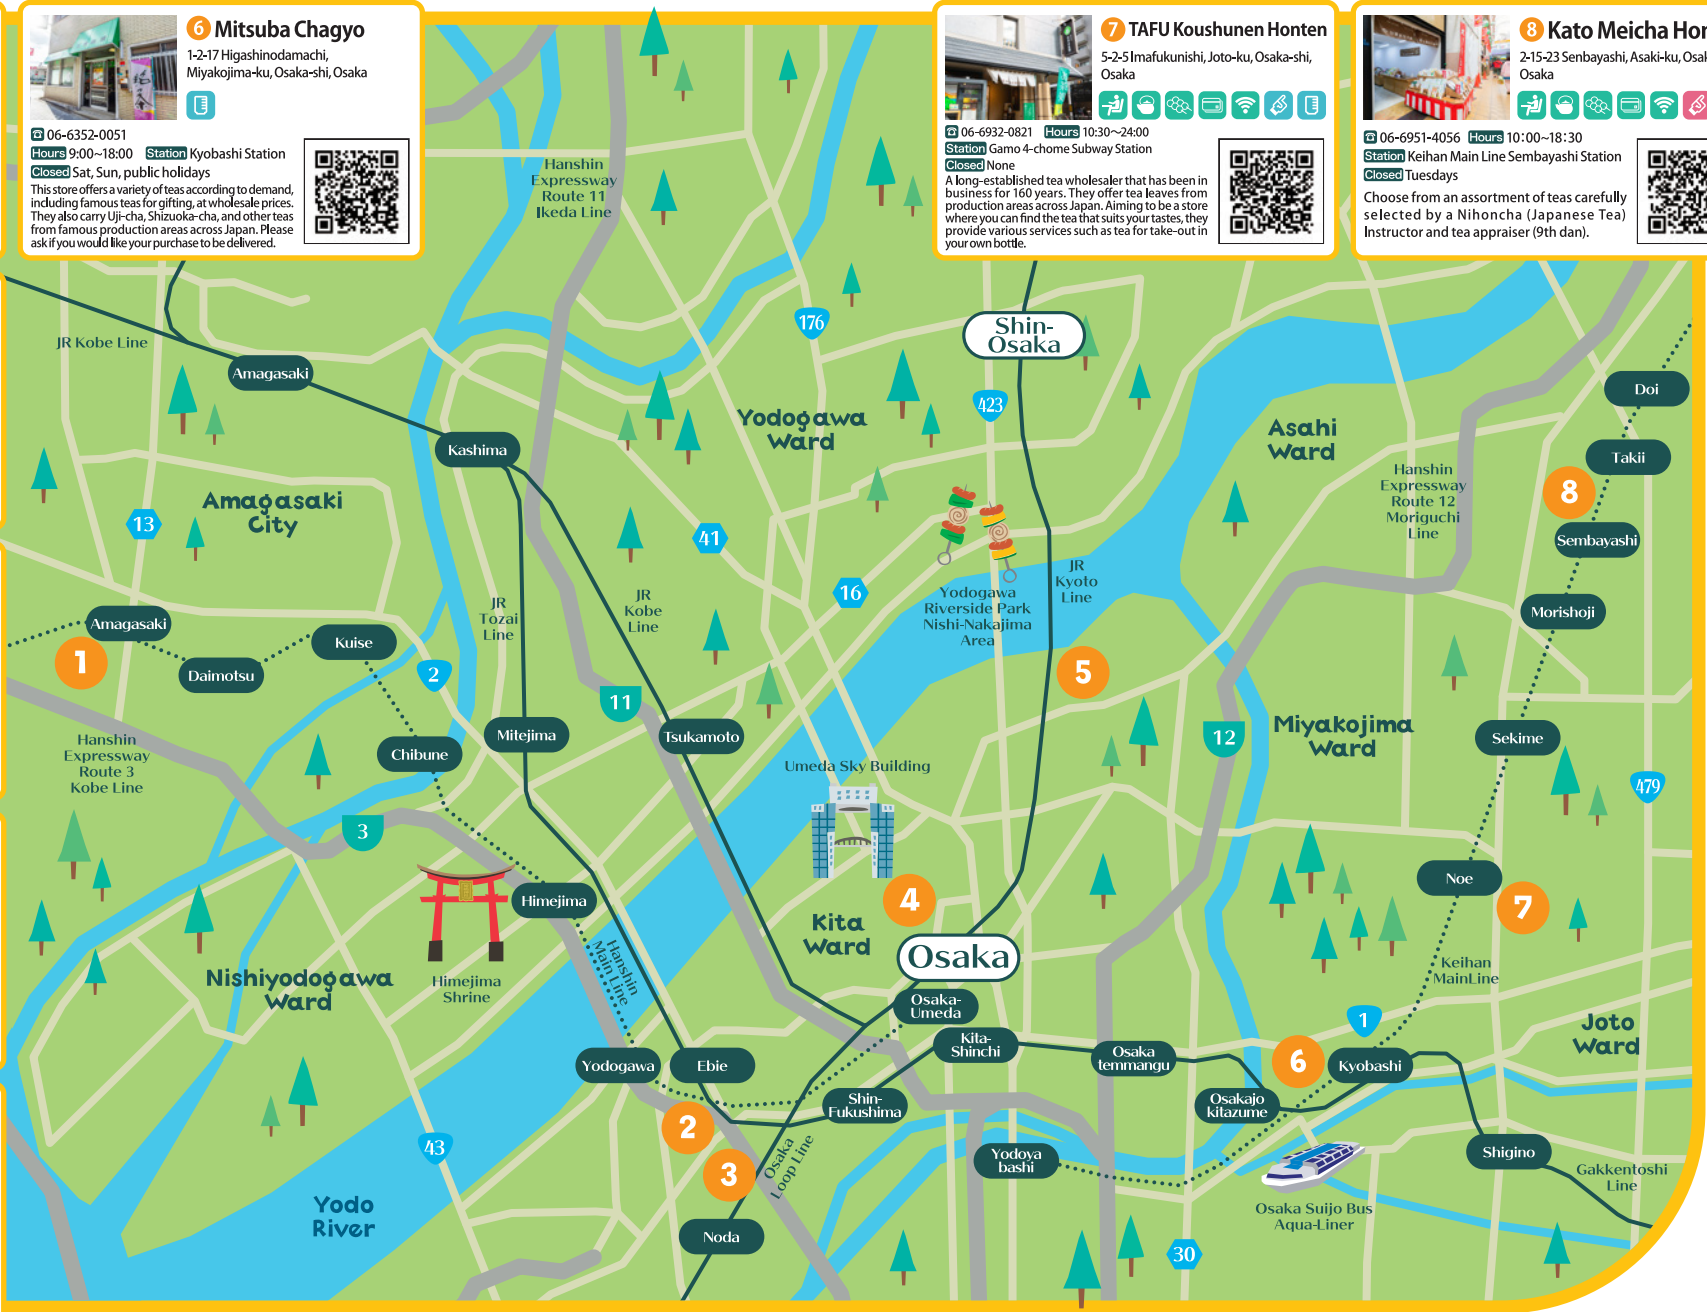 6 Mitsuba Chagyo
1-2-17 Higashinodamachi,
Miyakojima-ku, Osaka-shi, Osaka
06-6352-0051
Hours 9:00~18:00 Station Kyobashi Station
Closed Sat, Sun, public holidays
This store offers a variety of teas according to demand,
including famous teas for gifting, at wholesale prices.
They also carry Uji-cha, Shizuoka-cha, and other teas
from famous production areas across Japan. Please
ask if you would like your purchase to be delivered.
7 TAFU Koushunen Honten
5-2-5 Imafukunishi, Joto-ku, Osaka-shi,
Osaka
06-6932-0821 Hours 10:30~24:00
Station Gamo 4-chome Subway Station
Closed None
A long-established tea wholesaler that has been in
business for 160 years. They offer tea leaves from
production areas across Japan. Aiming to be a store
where you can find the tea that suits your tastes, they
provide various services such as tea for take-out in
your own bottle.
8 Kato Meicha Hon
2-15-23 Senbayashi, Asaki-ku, Osak
Osaka
06-6951-4056 Hours 10:00~18:30
Station Keihan Main Line Sembayashi Station
Closed Tuesdays
Choose from an assortment of teas carefully
selected by a Nihoncha (Japanese Tea)
Instructor and tea appraiser (9th dan).
Hanshin
Expressway
Route 11
Ikeda Line
JR Kobe Line
Amagasaki
176
Shin-
Osaka
423
Doi
Yodogawa
Ward
Asahi
Ward
Kashima
Takii
Hanshin
Expressway
Route 12
Moriguchi
Line
8
Amagasaki
City
13
41
Sembayashi
JR
Kyoto
Line
16
Yodogawa
Riverside Park
Nishi-Nakajima
Area
JR
Tozai
Line
JR
Kobe
Line
Morishoji
Amagasaki
Kuise
1
Daimotsu
2
5
11
Hanshin
Expressway
Route 3
Kobe Line
Chibune
Mitejima
Tsukamoto
12
Miyakojima
Ward
Sekime
Umeda Sky Building
479
3
Noe
7
Himejima
4
Kita
Ward
Osaka
Hanshin
Main Line
Nishiyodogawa
Ward
Himejima
Shrine
Keihan
MainLine
Osaka-
Umeda
1
Joto
Ward
Kita-
Shinchi
Osaka
temmangu
6
Kyobashi
Yodogawa
Ebie
Shin-
Fukushima
Osakajo
kitazume
2
43
3
Osaka
Loop Line
Yodoya
bashi
Shigino
Gakkentoshi
Line
Yodo
River
Osaka Suijo Bus
Aqua-Liner
Noda
30